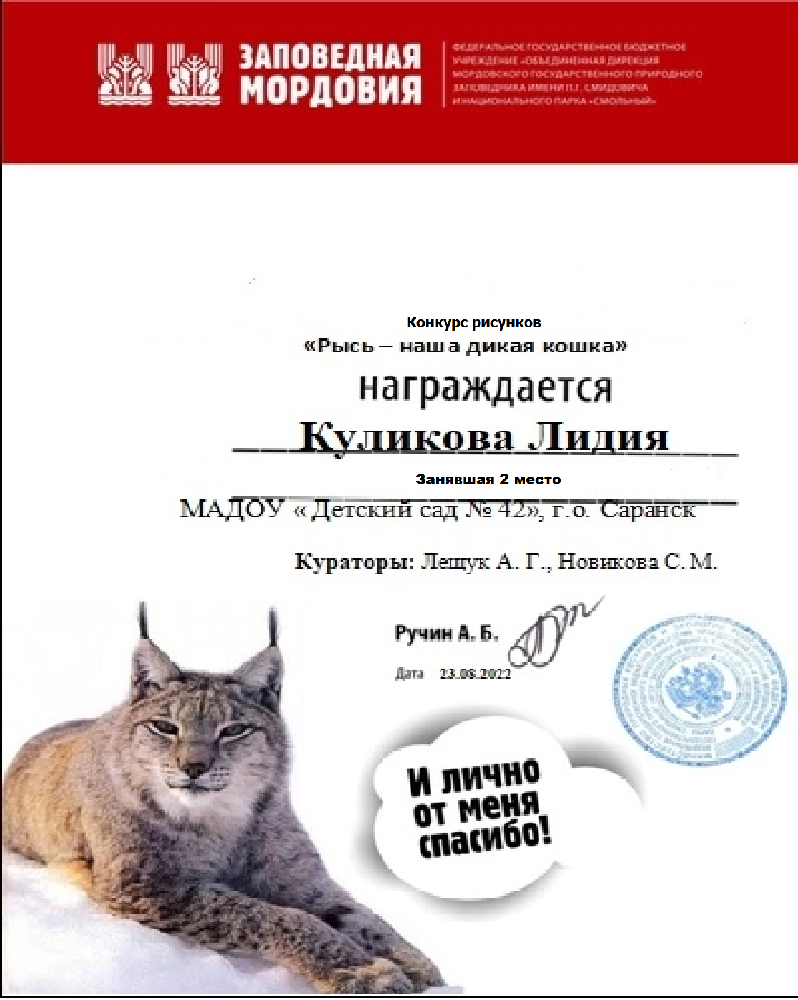 ЗАПОВЕДНАЯ
МОРДОВИЯ
ФЕДЕРАЛЬНОЕ ГОСУДАРСТВЕННОЕ БЮДЖЕТНОЕ
УЧРЕЖДЕНИЕ «ОБЪЕДИНЕННАЯ ДИРЕКЦИЯ
МОРДОВСКОГО ГОСУДАРСТВЕННОГО ПРИРОДНОГО
ЗАПОВЕДНИКА ИМЕНИ П.Г. СМИДОВИЧА
И НАЦИОНАЛЬНОГО ПАРКА «СМОЛЬНЫЙ»
Конкурс рисунков
«Рысь – наша дикая кошка»
награждается
Куликова Лидия
Занявшая 2 место
МАДОУ « Детский сад № 42», г.о. Саранск
Кураторы: Лещук А. Г., Новикова С. М.
Ручин А. Б.
Дата 23.08.2022
И лично
от меня
спасибо!